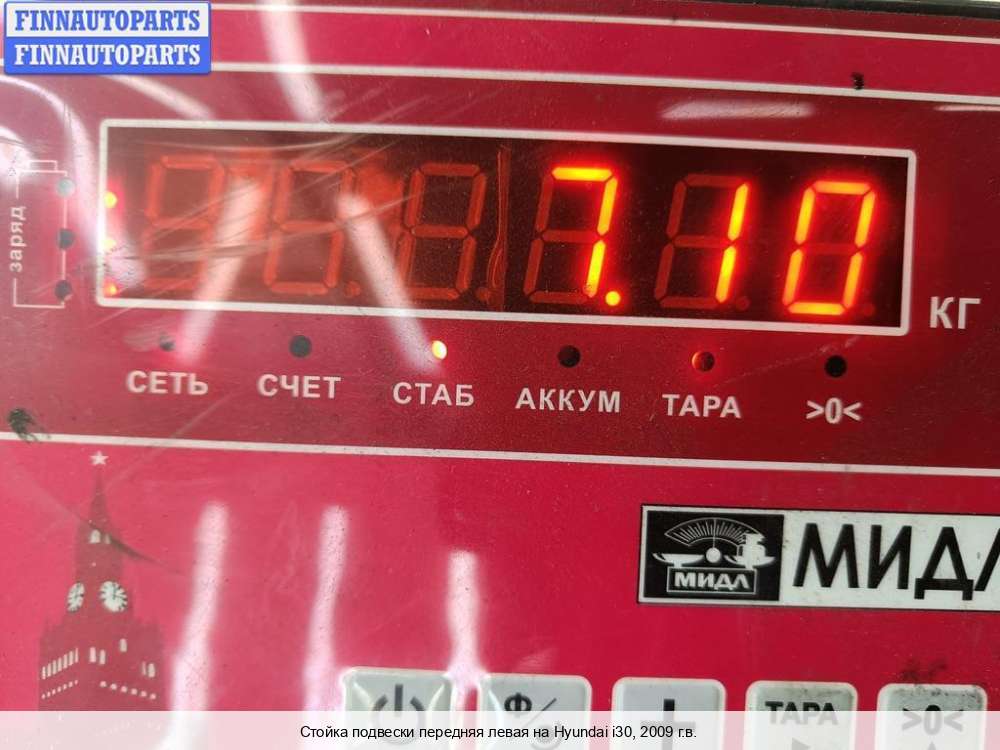 FINNAUTOPARTS
FINNAUTOPARTS
заряд
7.10
КГ
СЕТЬ СЧЕТ СТАБ АККУМ ТАРА >0<
МИДЛ
МИДЛ
Ф/
+
ТАРА
>0<
Стойка подвески передняя левая на Hyundai i30, 2009 г.в.